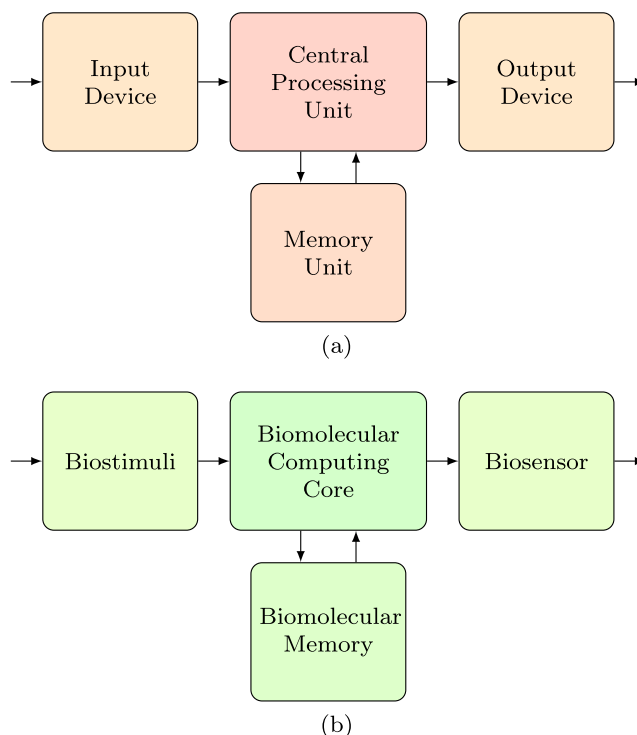 Input
Device
Central
Processing
Unit
Output
Device
Memory
Unit
(a)
Biostimuli
Biomolecular
Computing
Core
Biosensor
Biomolecular
Memory
(b)